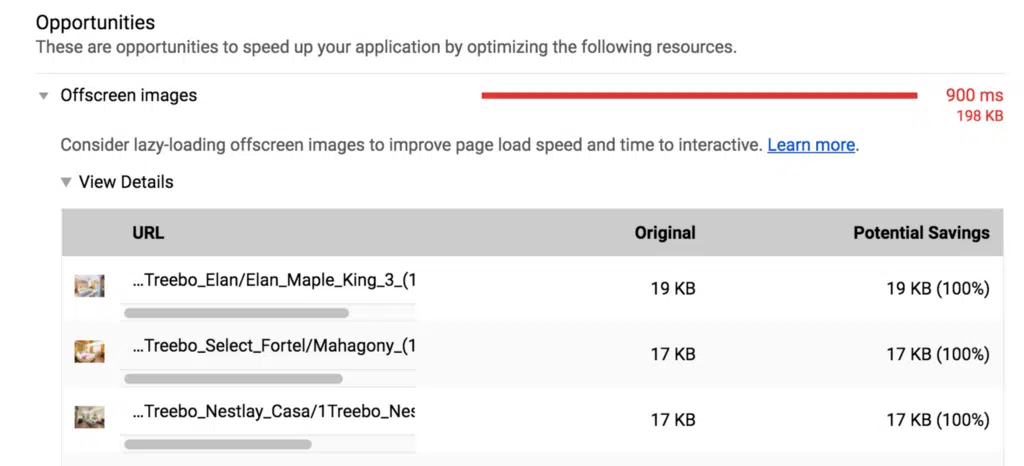 Opportunities
These are opportunities to speed up your application by optimizing the following resources.
Offscreen images
900 ms
198 KB
Consider lazy-loading offscreen images to improve page load speed and time to interactive. Learn more.
View Details
URL Original Potential Savings
...Treebo_Elan/Elan_Maple_King_3_(1 19 KB 19 KB (100%)
...Treebo_Select_Fortel/Mahagony_(1 17 KB 17 KB (100%)
...Treebo_Nestlay_Casa/1Treebo_Nes 17 KB 17 KB (100%)